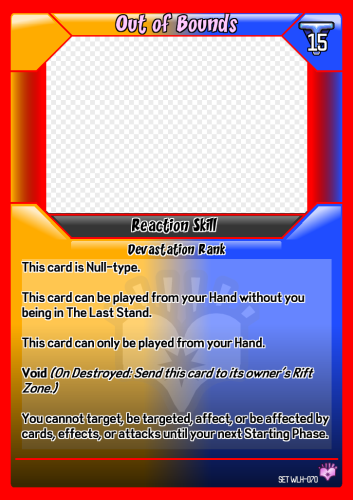 Out of Bounds
15
Reaction Skill
Devastation Rank
This card is Null-type.
This card can be played from your Hand without you
being in The Last Stand.
This card can only be played from your Hand.
Void (On Destroyed: Send this card to its owner's Rift
Zone.)
You cannot target, be targeted, affect, or be affected by
cards, effects, or attacks until your next Starting Phase.
SET WLH-070